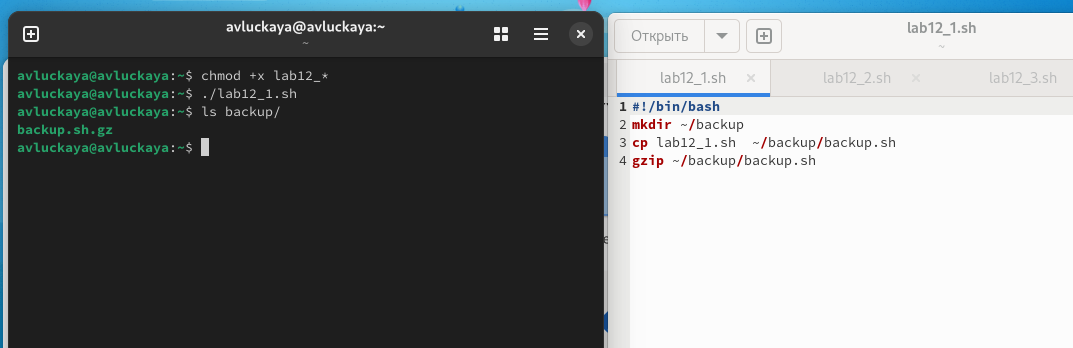 avluckaya@avluckaya:~
~
avluckaya@avluckaya:~$ chmod +x lab12_*
avluckaya@avluckaya:~$ ./lab12_1.sh
avluckaya@avluckaya:~$ ls backup/
backup.sh.gz
avluckaya@avluckaya:~$
Открыть
lab12_1.sh
~
lab12_1.sh
lab12_2.sh
lab12_3.sh
1 #!/bin/bash
2 mkdir ~/backup
3 cp lab12_1.sh  ~/backup/backup.sh
4 gzip ~/backup/backup.sh